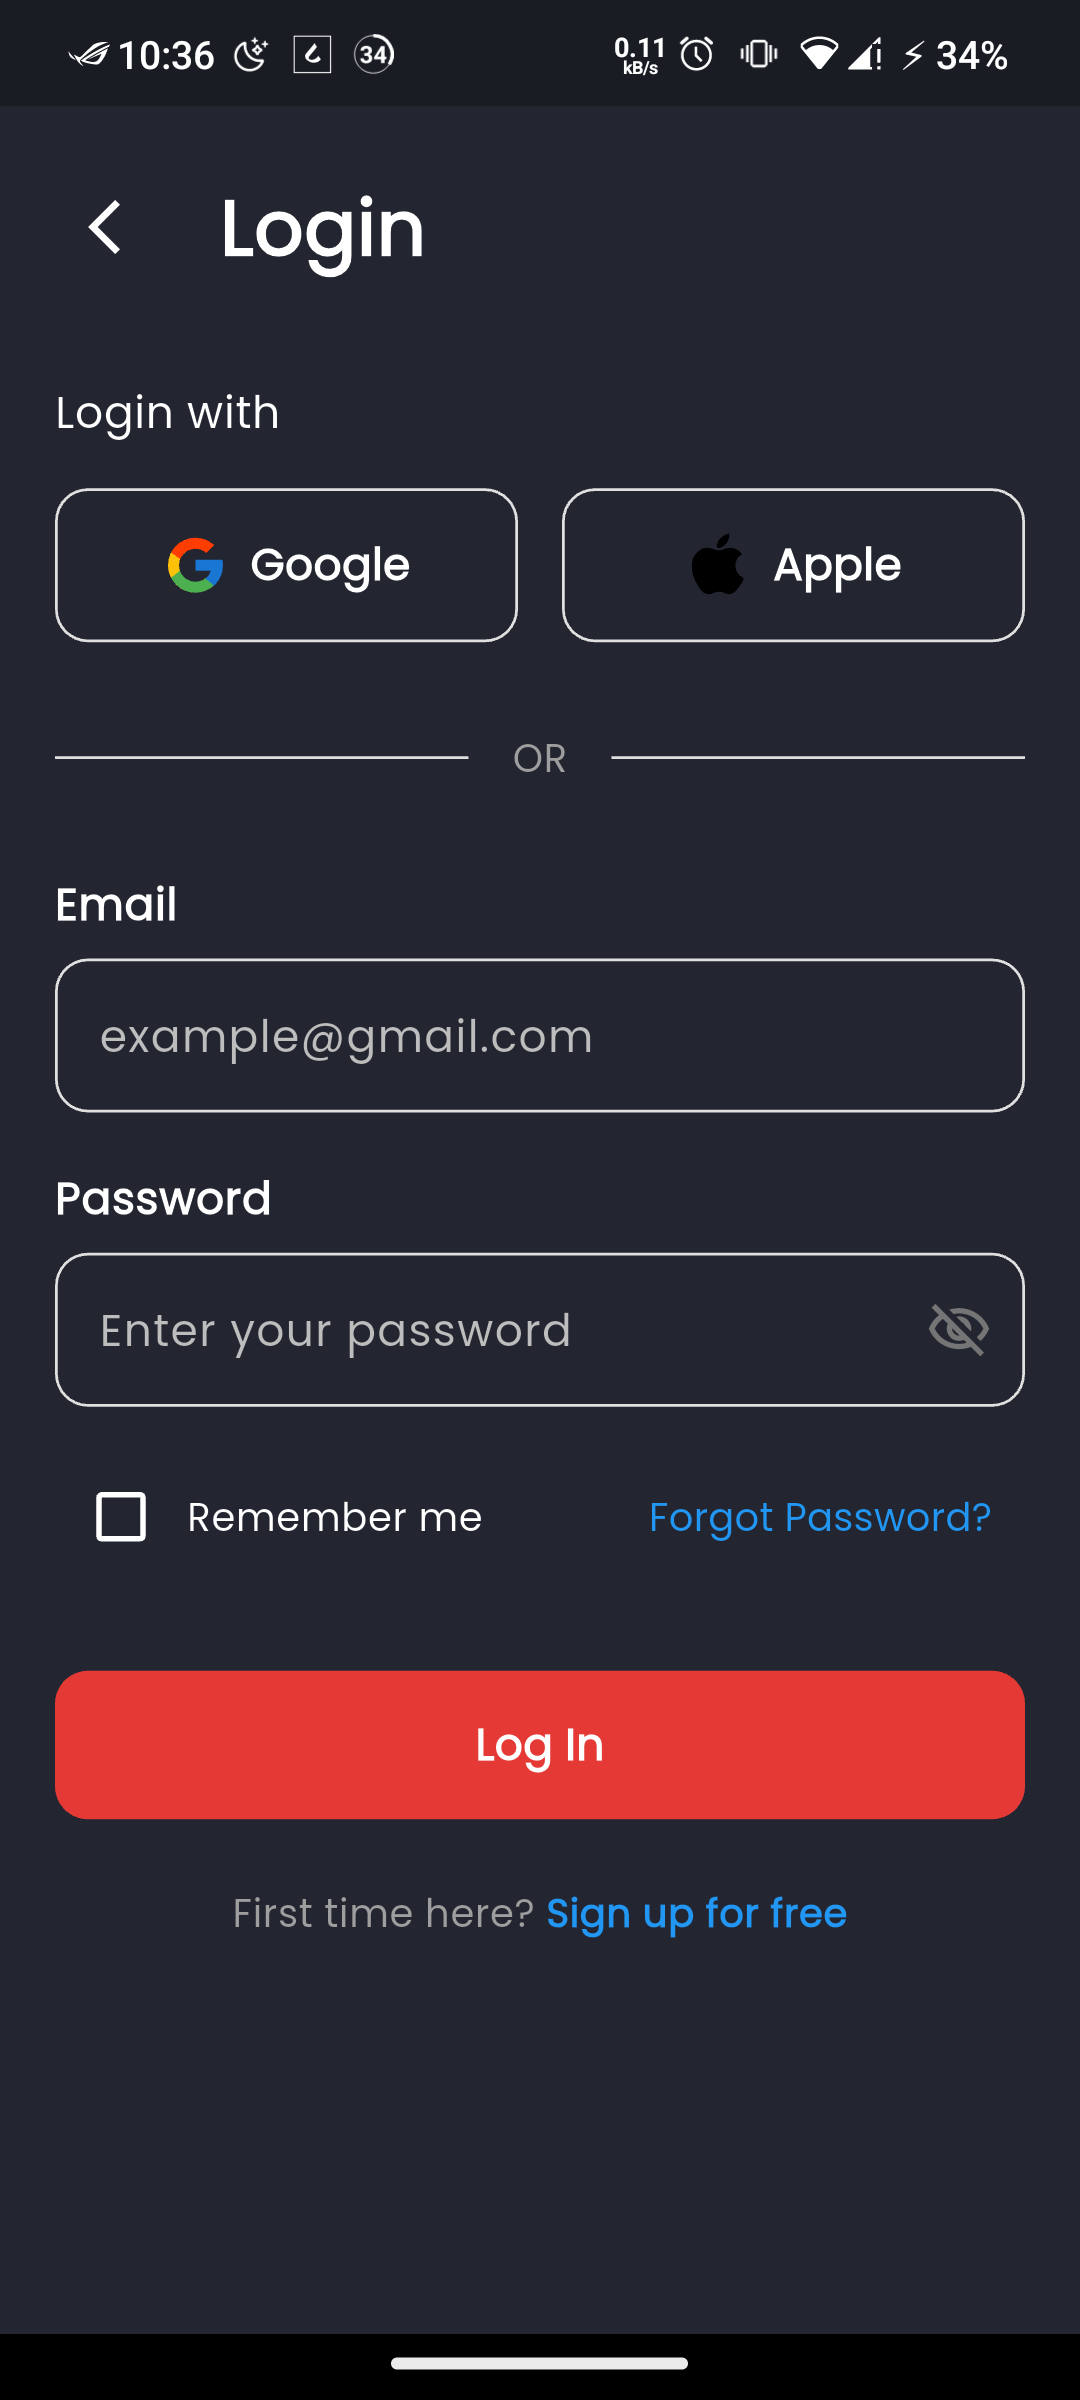 10:36 34 0.11 kB/s 34%
Login
Login with
Google Apple
OR
Email
example@gmail.com
Password
Enter your password
Remember me Forgot Password?
Log In
First time here? Sign up for free